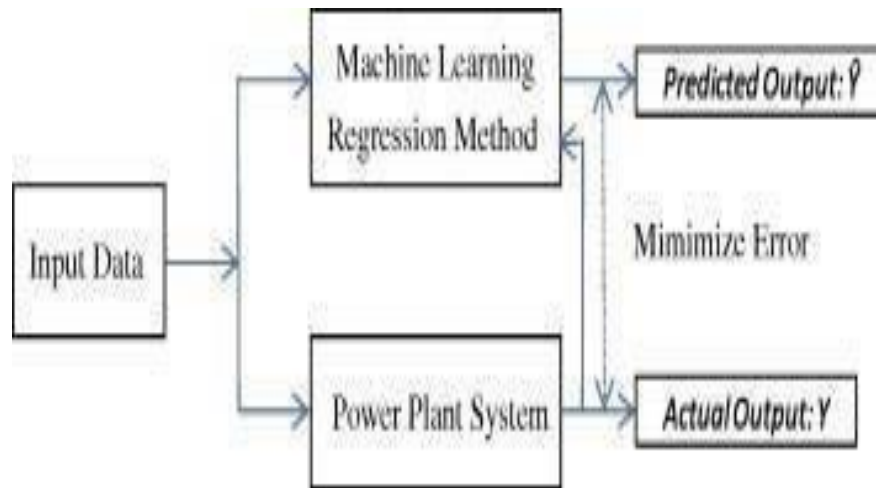 Machine Learning
Regression Method
Predicted Output: Ŷ
Input Data
Mimimize Error
Power Plant System
Actual Output: Y